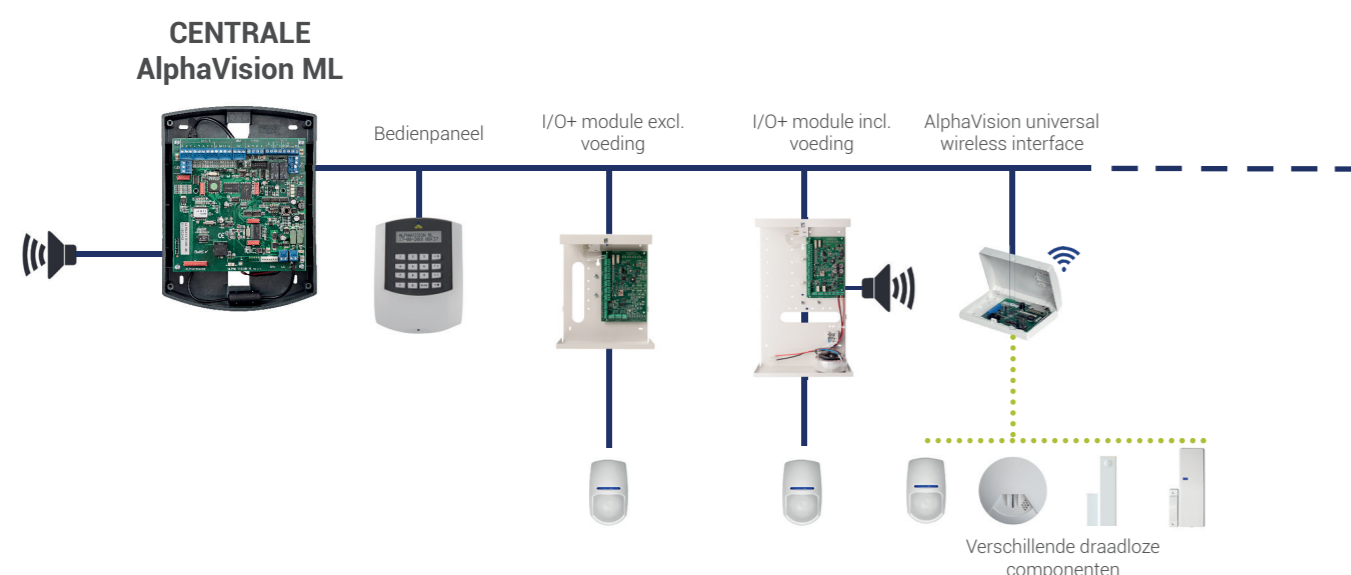 CENTRALE
AlphaVision ML
Bedienpaneel
I/O+ module excl.
voeding
I/O+ module incl.
voeding
AlphaVision universal
wireless interface
Verschillende draadloze
componenten